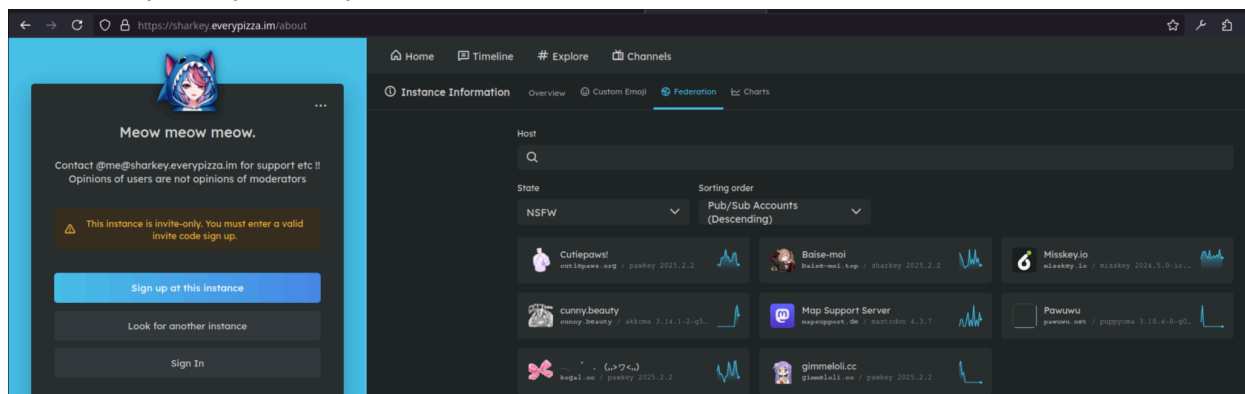 https://sharkey.everypizza.im/about
Home Timeline # Explore Channels
Instance Information Overview Custom Emoji Federation Charts
Meow meow meow.
Contact @me@sharkey.everypizza.im for support etc !!
Opinions of users are not opinions of moderators
This instance is invite-only. You must enter a valid
invite code sign up.
Sign up at this instance
Look for another instance
Sign In
Host
State Sorting order
NSFW Pub/Sub Accounts
(Descending)
Cutiepaws! Baise-moi Misskey.io
cutiepaws.org / pawkey 2025.2.2 baise-moi.top / sharkey 2025.2.2 misskey.io / misskey 2024.5.0-io...
cunny.beauty Map Support Server Pawuwu
cunny.beauty / akkoma 3.14.1-2-g5... mapsupport.de / mastodon 4.3.7 pawuwu.net / puppyoma 3.10.4-0-g0...
(,,>ヮ<,,) gimmeloli.cc
kogal.cc / pawkey 2025.2.2 gimmeloli.cc / pawkey 2025.2.2